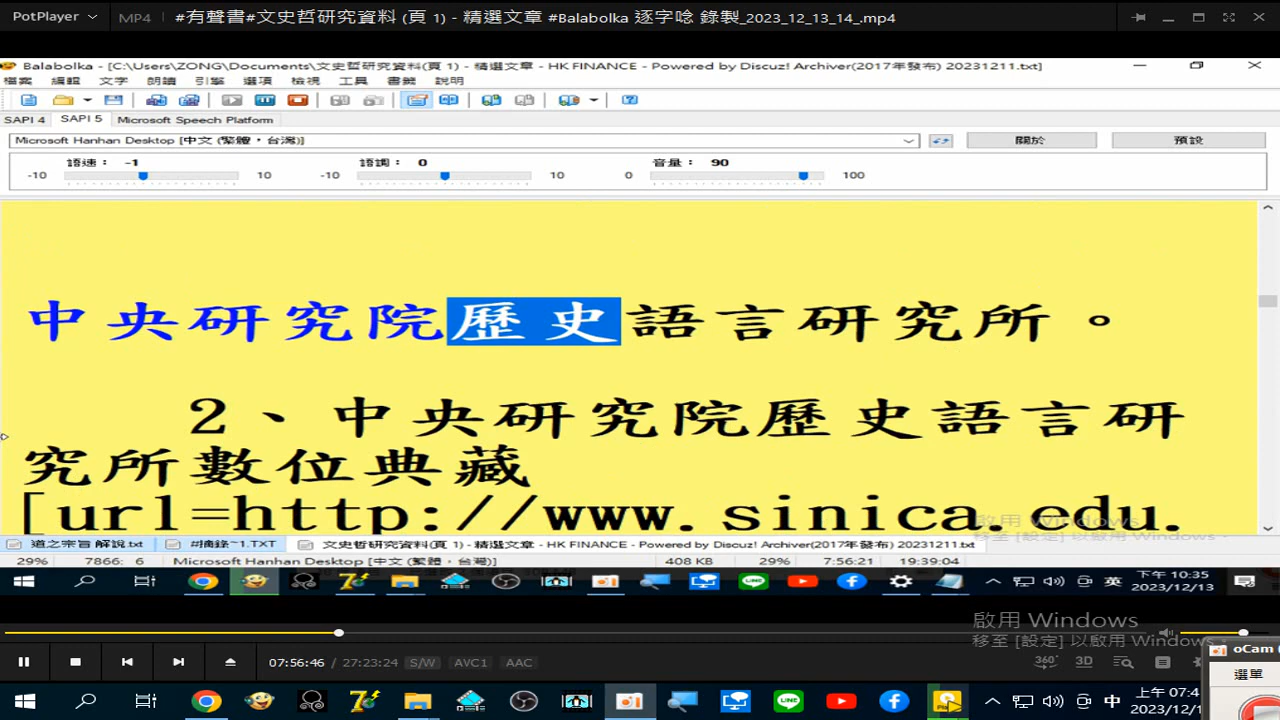 PotPlayer MP4 #有聲書#文史哲研究資料 (頁 1) - 精選文章 #Balabolka 逐字唸 錄製_2023_12_13_14_.mp4
Balabolka - [C:\Users\ZONG\Documents\文史哲研究資料(頁 1) - 精選文章 - HK FINANCE - Powered by Discuz! Archiver(2017年發布) 20231211.txt]
檔案 編輯 文字 朗讀 引擎 選項 檢視 工具 書籤 說明
SAPI 4 SAPI 5 Microsoft Speech Platform
Microsoft Hanhan Desktop [中文 (繁體，台灣)] 關於 預設
語速： -1 語調： 0 音量： 90
-10 10 -10 10 0 100
中央研究院歷史語言研究所。
2、中央研究院歷史語言研
究所數位典藏
[url=http://www.sinica.edu.
啟用 Windows
移至 [設定] 以啟用 Windows。
道之宗旨 解說.txt 文史哲研究資料(頁 1) - 精選文章 - HK FINANCE - Powered by Discuz! Archiver(2017年發布) 20231211.txt
29% 7866: 6 Microsoft Hanhan Desktop [中文 (繁體，台灣)] 408 KB 29% 7:56:21 19:39:04
英 下午 10:35
2023/12/13
啟用 Windows
移至 [設定] 以啟用 Windows。
07:56:46 / 27:23:24 S/W AVC1 AAC 360° 3D
oCam
選單
中 上午 07:4
2023/12/1